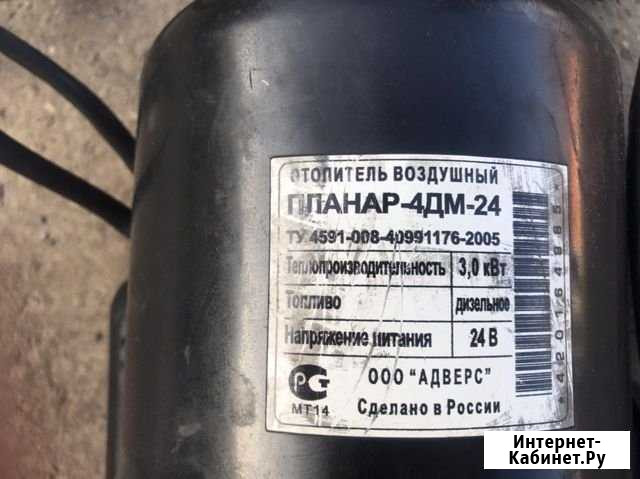 ОТОПИТЕЛЬ ВОЗДУШНЫЙ
ПЛАНАР-4ДМ-24
ТУ 4591-008-40991176-2005
Теплопроизводительность 3,0 кВт
Топливо дизельное
Напряжение питания 24 В
РG ООО "АДВЕРС"
МТ14 Сделано в России
Интернет-
Кабинет.Ру